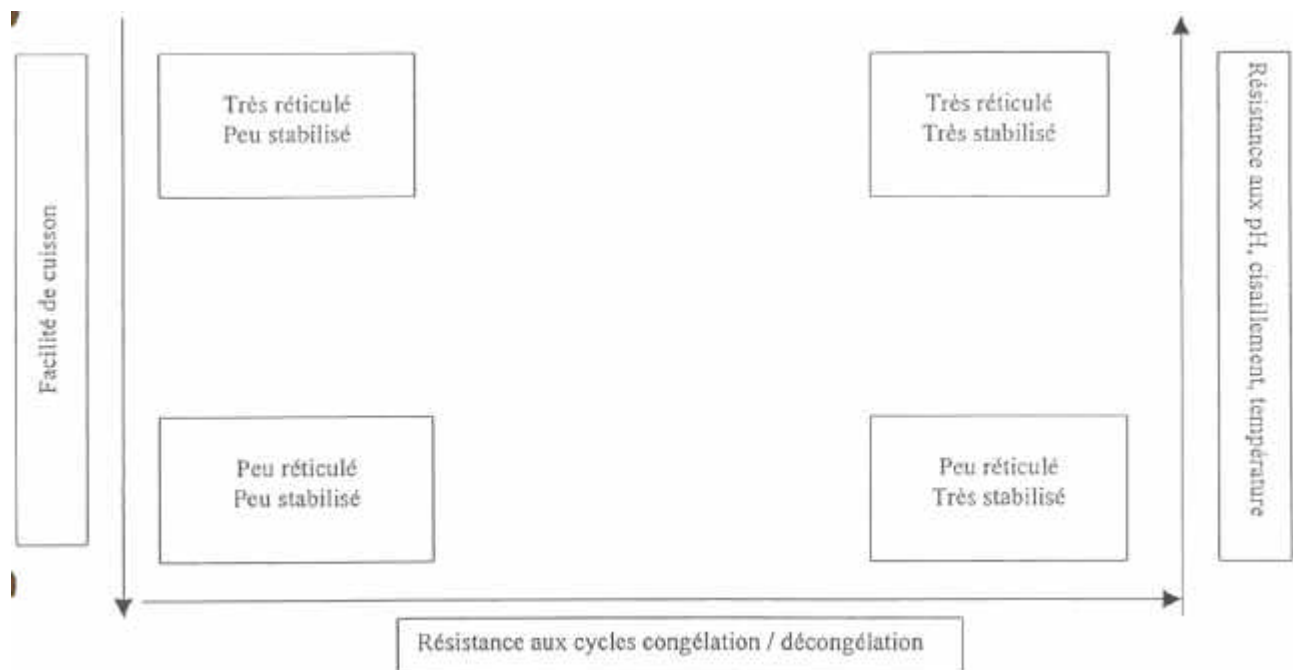 Facilité de cuisson
Très réticulé
Peu stabilisé
Très réticulé
Très stabilisé
Peu réticulé
Peu stabilisé
Peu réticulé
Très stabilisé
Résistance aux pH, cisaillement, température
Résistance aux cycles congélation / décongélation